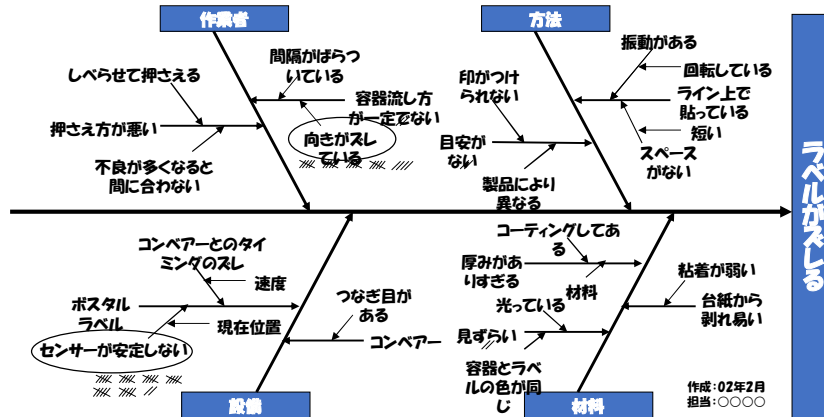 作業者
方法
しべらせて押さえる
間隔がばらつ
いている
容器流し方
が一定でない
押さえ方が悪い
向きがズレ
ている
不良が多くなると
間に合わない
振動がある
回転している
印がつけ
られない
ライン上で
貼っている
短い
目安が
ない
スペース
がない
製品により
異なる
ラベルがズレる
コンベアーとのタイ
ミングのズレ
速度
ポスタル
ラベル
現在位置
センサーが安定しない
つなぎ目が
ある
コンベアー
コーティングしてあ
る
厚みがあ
りすぎる
材料
粘着が弱い
台紙から
剥れ易い
光っている
見ずらい
容器とラベ
ルの色が同
じ
設備
材料
作成：02年2月
担当：○○○○